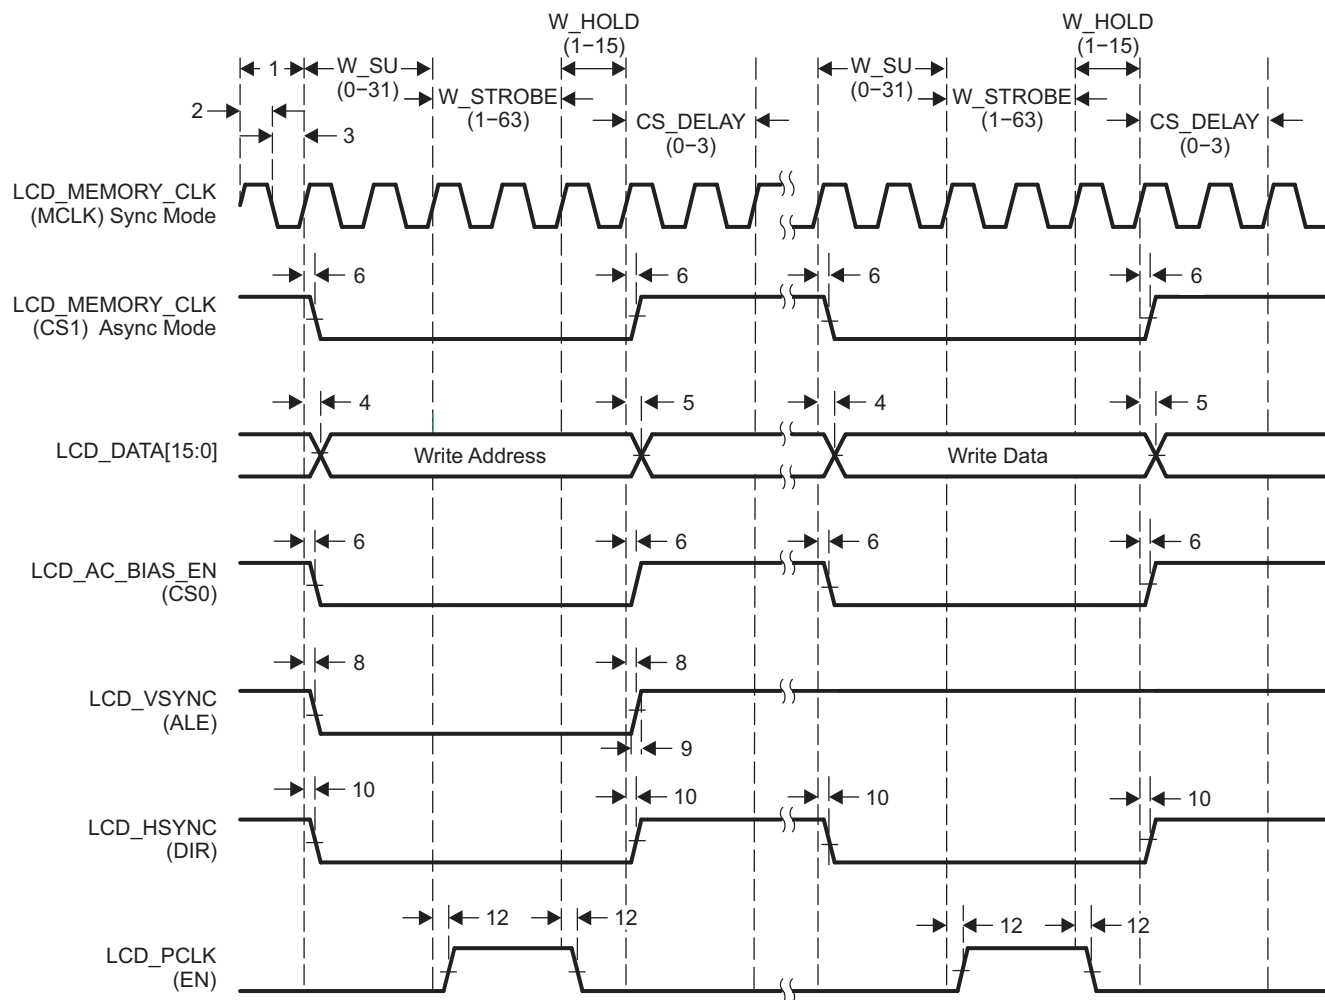 W_HOLD
(1−15)
W_HOLD
(1−15)
1
W_SU
(0−31)
W_SU
(0−31)
2
W_STROBE
(1−63)
W_STROBE
(1−63)
3
CS_DELAY
(0−3)
CS_DELAY
(0−3)
LCD_MEMORY_CLK
(MCLK) Sync Mode
6 6 6 6
LCD_MEMORY_CLK
(CS1) Async Mode
4 5 4 5
LCD_DATA[15:0]
Write Address
Write Data
6 6 6 6
LCD_AC_BIAS_EN
(CS0)
8 8
LCD_VSYNC
(ALE)
9
10 10 10 10
LCD_HSYNC
(DIR)
12 12 12 12
LCD_PCLK
(EN)